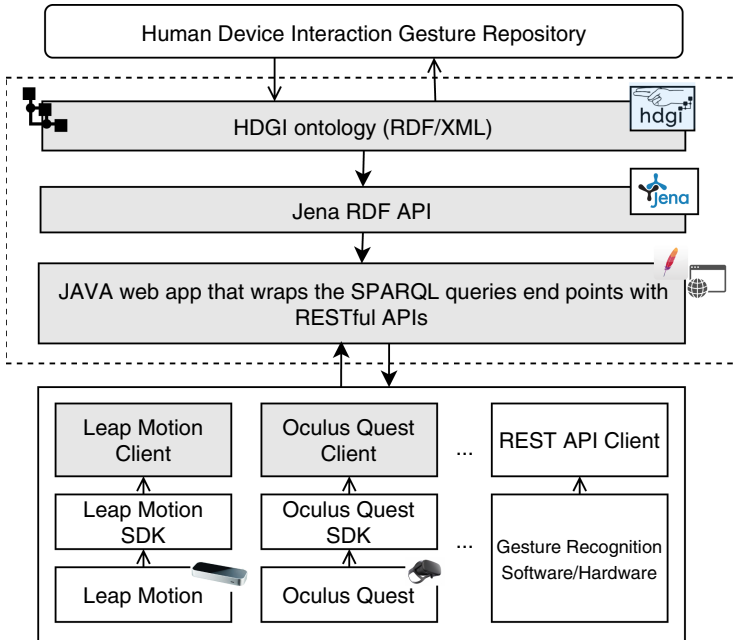 Human Device Interaction Gesture Repository
HDGI ontology (RDF/XML)
hdgi
Jena RDF API
Jena
JAVA web app that wraps the SPARQL queries end points with
RESTful APIs
Leap Motion
Client
Oculus Quest
Client
...
REST API Client
Leap Motion
SDK
Oculus Quest
SDK
...
Gesture Recognition
Software/Hardware
Leap Motion
Oculus Quest